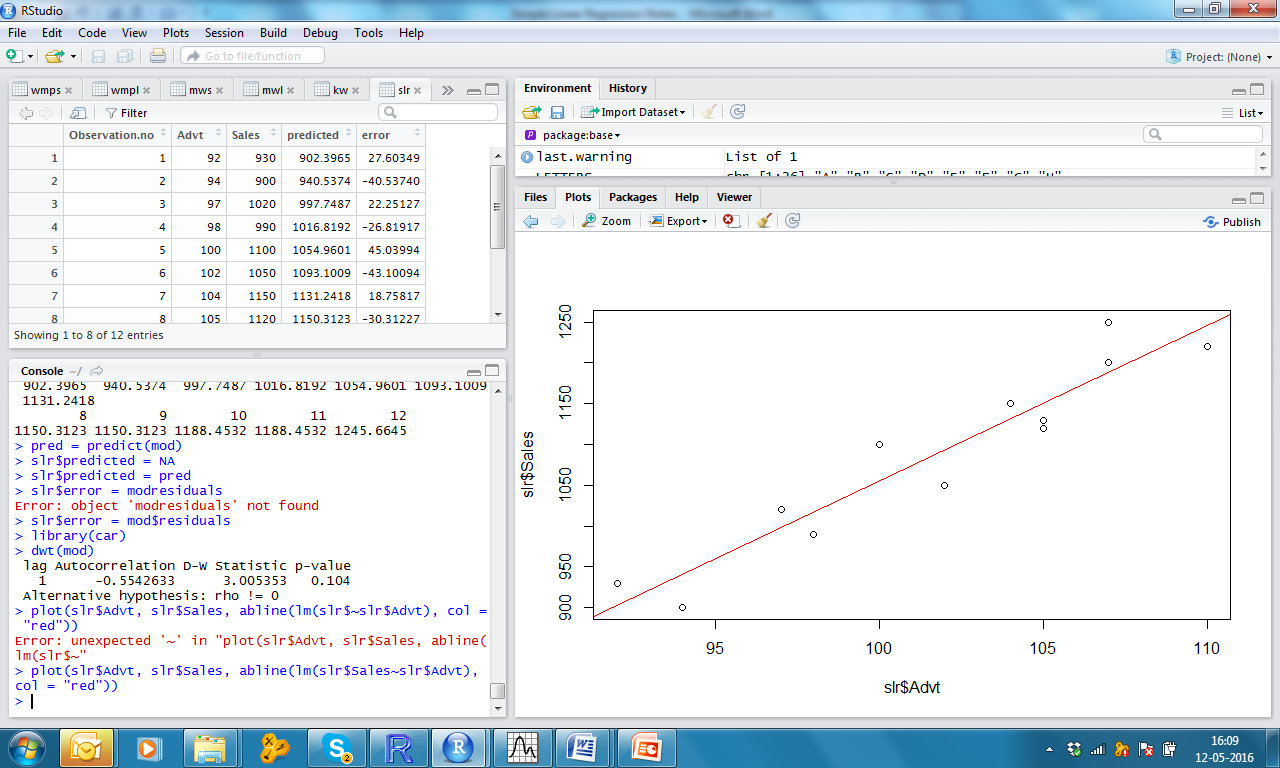 RStudio
File Edit Code View Plots Session Build Debug Tools Help
Go to file/function
Project: (None)
wmps wmpl mws mwl kw slr
Filter
Observation.no Advt Sales predicted error
1 1 92 930 902.3965 27.60349
2 2 94 900 940.5374 -40.53740
3 3 97 1020 997.7487 22.25127
4 4 98 990 1016.8192 -26.81917
5 5 100 1100 1054.9601 45.03994
6 6 102 1050 1093.1009 -43.10094
7 7 104 1150 1131.2418 18.75817
8 8 105 1120 1150.3123 -30.31227
Showing 1 to 8 of 12 entries
Console ~/
902.3965 940.5374 997.7487 1016.8192 1054.9601 1093.1009
1131.2418
8 9 10 11 12
1150.3123 1150.3123 1188.4532 1188.4532 1245.6645
> pred = predict(mod)
> slr$predicted = NA
> slr$predicted = pred
> slr$error = modresiduals
Error: object 'modresiduals' not found
> slr$error = mod$residuals
> library(car)
> dwt(mod)
lag Autocorrelation D-W Statistic p-value
1 -0.5542633 3.005353 0.104
Alternative hypothesis: rho != 0
> plot(slr$Advt, slr$Sales, abline(lm(slr$~slr$Advt), col =
"red"))
Error: unexpected '~' in "plot(slr$Advt, slr$Sales, abline(
lm(slr$~"
> plot(slr$Advt, slr$Sales, abline(lm(slr$Sales~slr$Advt),
col = "red"))
>
Environment History
Import Dataset
List
package:base
last.warning List of 1
LETTERS chr [1:26] "A" "B" "C" "D" "E" "F" "G" "H"
Files Plots Packages Help Viewer
Zoom Export Publish
slr$Sales
1250
1150
1050
950
900
95 100 105 110
slr$Advt
16:09
12-05-2016